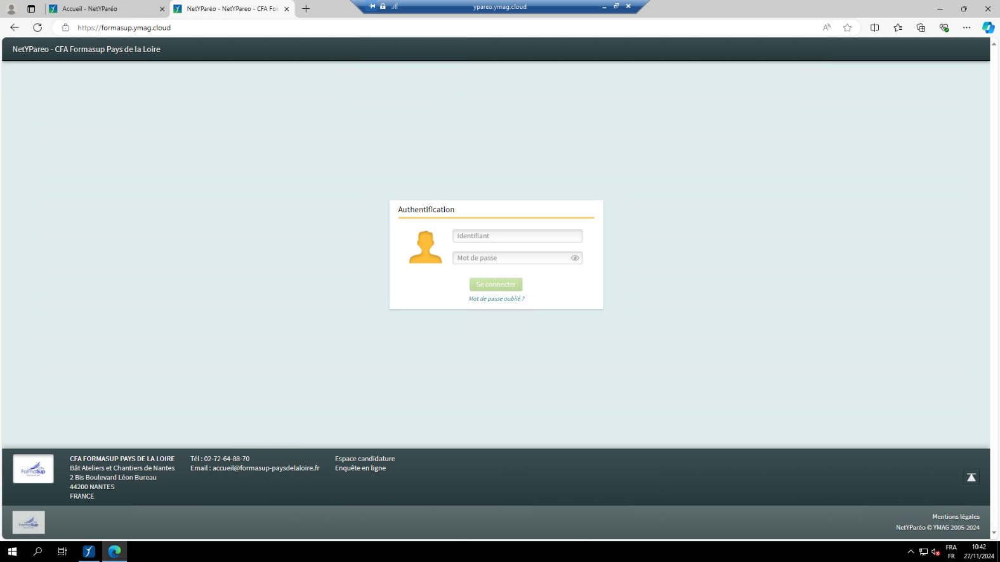 Accueil - NetYParéo
NetYParéo - NetYPareo - CFA For
ypareo.ymag.cloud
https://formasup.ymag.cloud
NetYPareo - CFA Formasup Pays de la Loire
Authentification
Identifiant
Mot de passe
Se connecter
Mot de passe oublié ?
CFA FORMASUP PAYS DE LA LOIRE
Bât Ateliers et Chantiers de Nantes
2 Bis Boulevard Léon Bureau
44200 NANTES
FRANCE
Tél : 02-72-64-88-70
Email : accueil@formasup-paysdelaloire.fr
Espace candidature
Enquête en ligne
CFA
FormaSup
FormaSup
Mentions légales
NetYParéo © YMAG 2005-2024
FRA
FR
10:42
27/11/2024